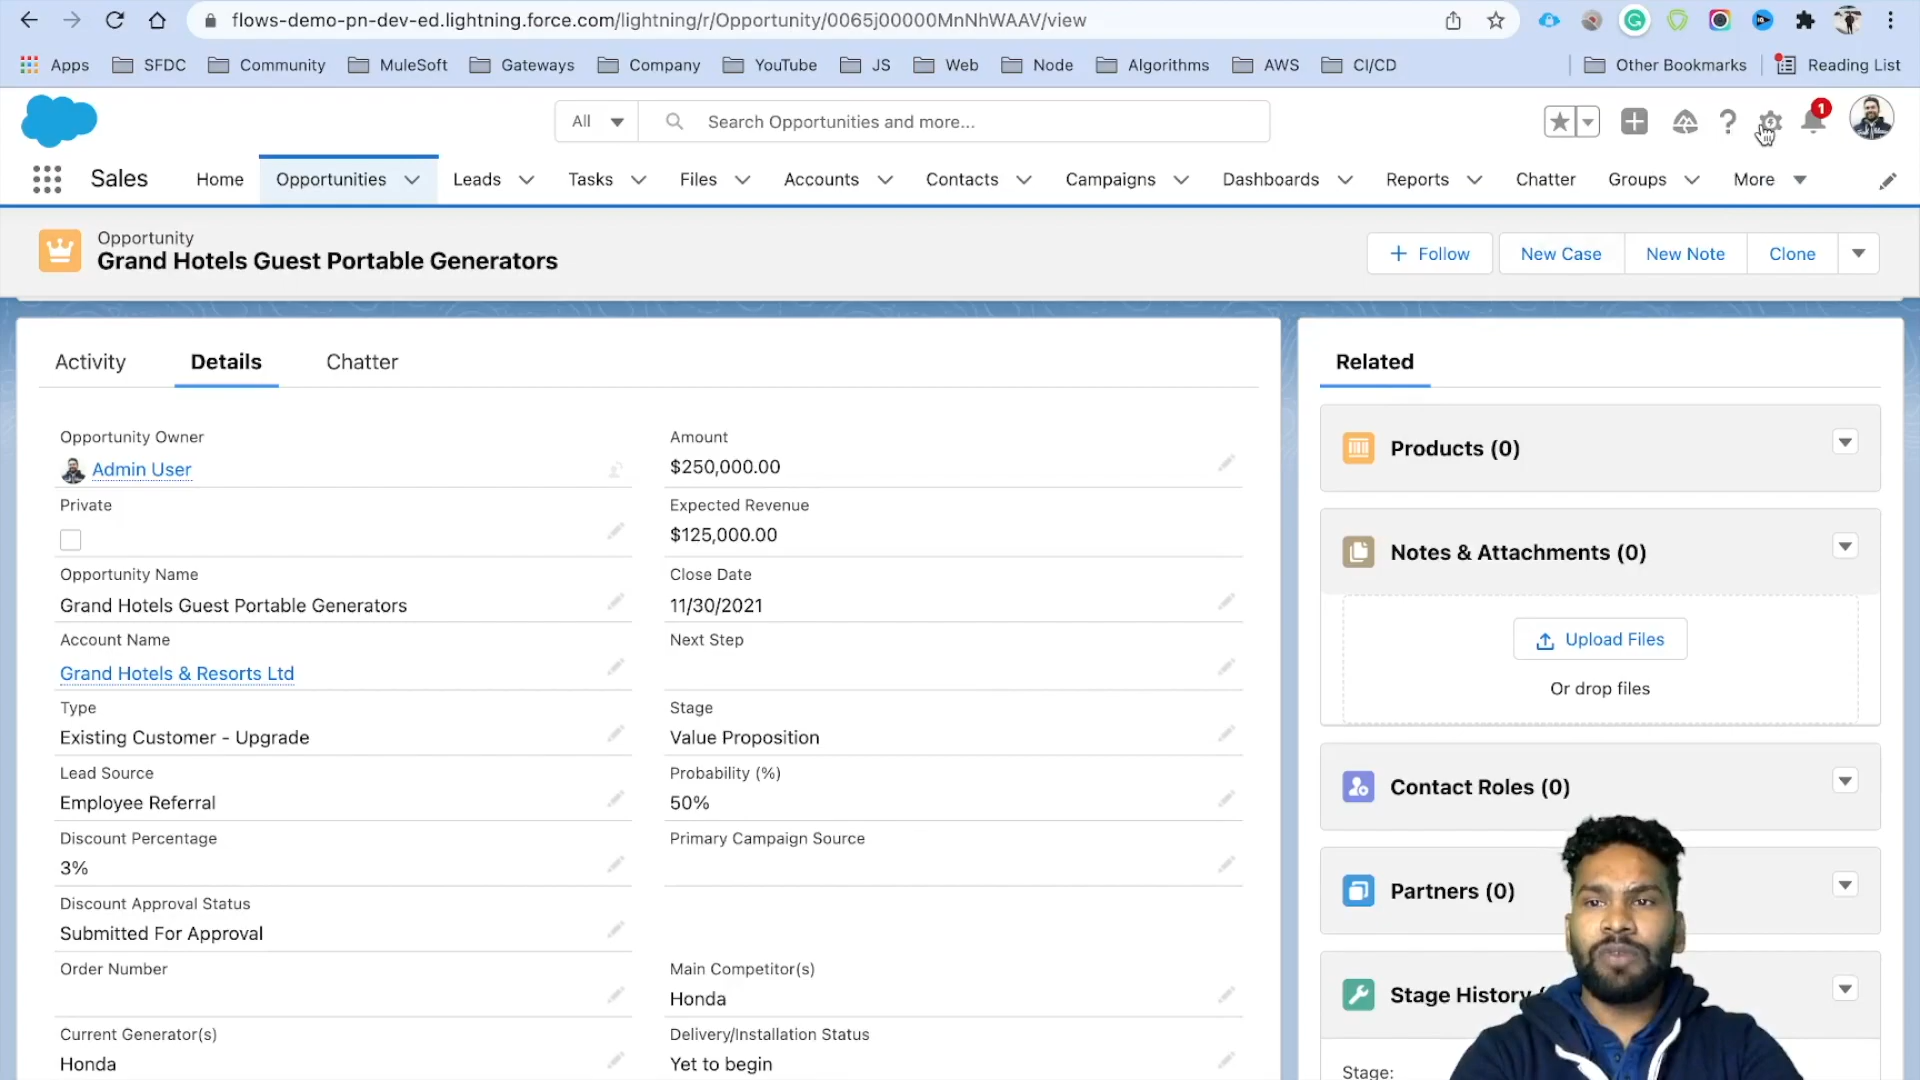 flows-demo-pn-dev-ed.lightning.force.com/lightning/r/Opportunity/0065j00000MnNhWAAV/view
Apps SFDC Community MuleSoft Gateways Company YouTube JS Web Node Algorithms AWS CI/CD Other Bookmarks Reading List
All Search Opportunities and more... 1
Sales Home Opportunities Leads Tasks Files Accounts Contacts Campaigns Dashboards Reports Chatter Groups More
Opportunity
Grand Hotels Guest Portable Generators
Follow New Case New Note Clone
Activity Details Chatter
Opportunity Owner
Admin User
Amount
$250,000.00
Private
Expected Revenue
$125,000.00
Opportunity Name
Grand Hotels Guest Portable Generators
Close Date
11/30/2021
Account Name
Grand Hotels & Resorts Ltd
Next Step
Type
Existing Customer - Upgrade
Stage
Value Proposition
Lead Source
Employee Referral
Probability (%)
50%
Discount Percentage
3%
Primary Campaign Source
Discount Approval Status
Submitted For Approval
Order Number
Main Competitor(s)
Honda
Current Generator(s)
Honda
Delivery/Installation Status
Yet to begin
Related
Products (0)
Notes & Attachments (0)
Upload Files
Or drop files
Contact Roles (0)
Partners (0)
Stage History
Stage: